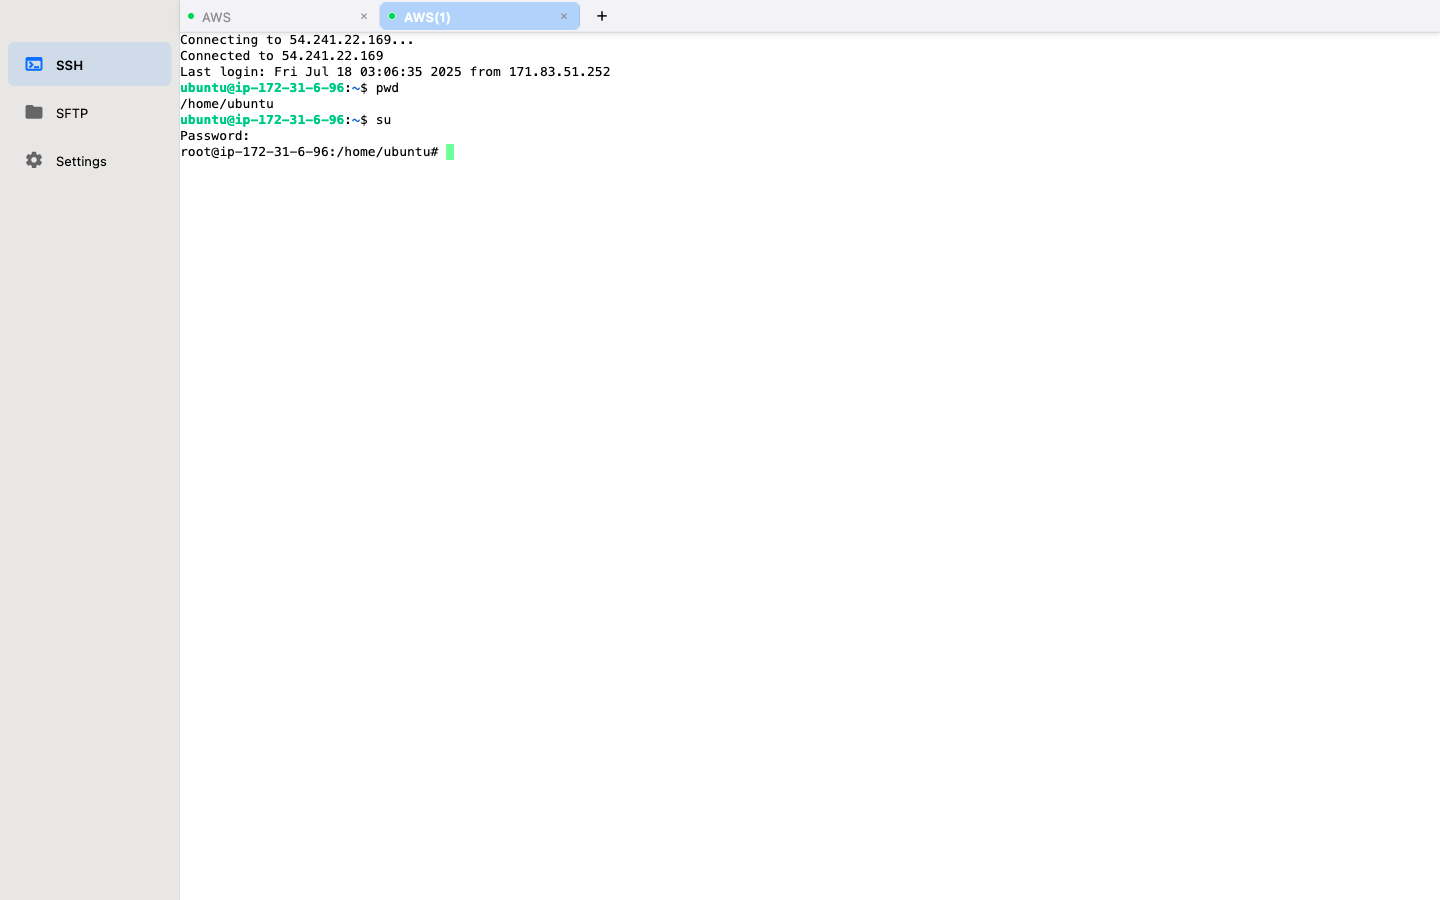 AWS × AWS(1) × +
SSH
SFTP
Settings
Connecting to 54.241.22.169...
Connected to 54.241.22.169
Last login: Fri Jul 18 03:06:35 2025 from 171.83.51.252
ubuntu@ip-172-31-6-96:~$ pwd
/home/ubuntu
ubuntu@ip-172-31-6-96:~$ su
Password:
root@ip-172-31-6-96:/home/ubuntu#